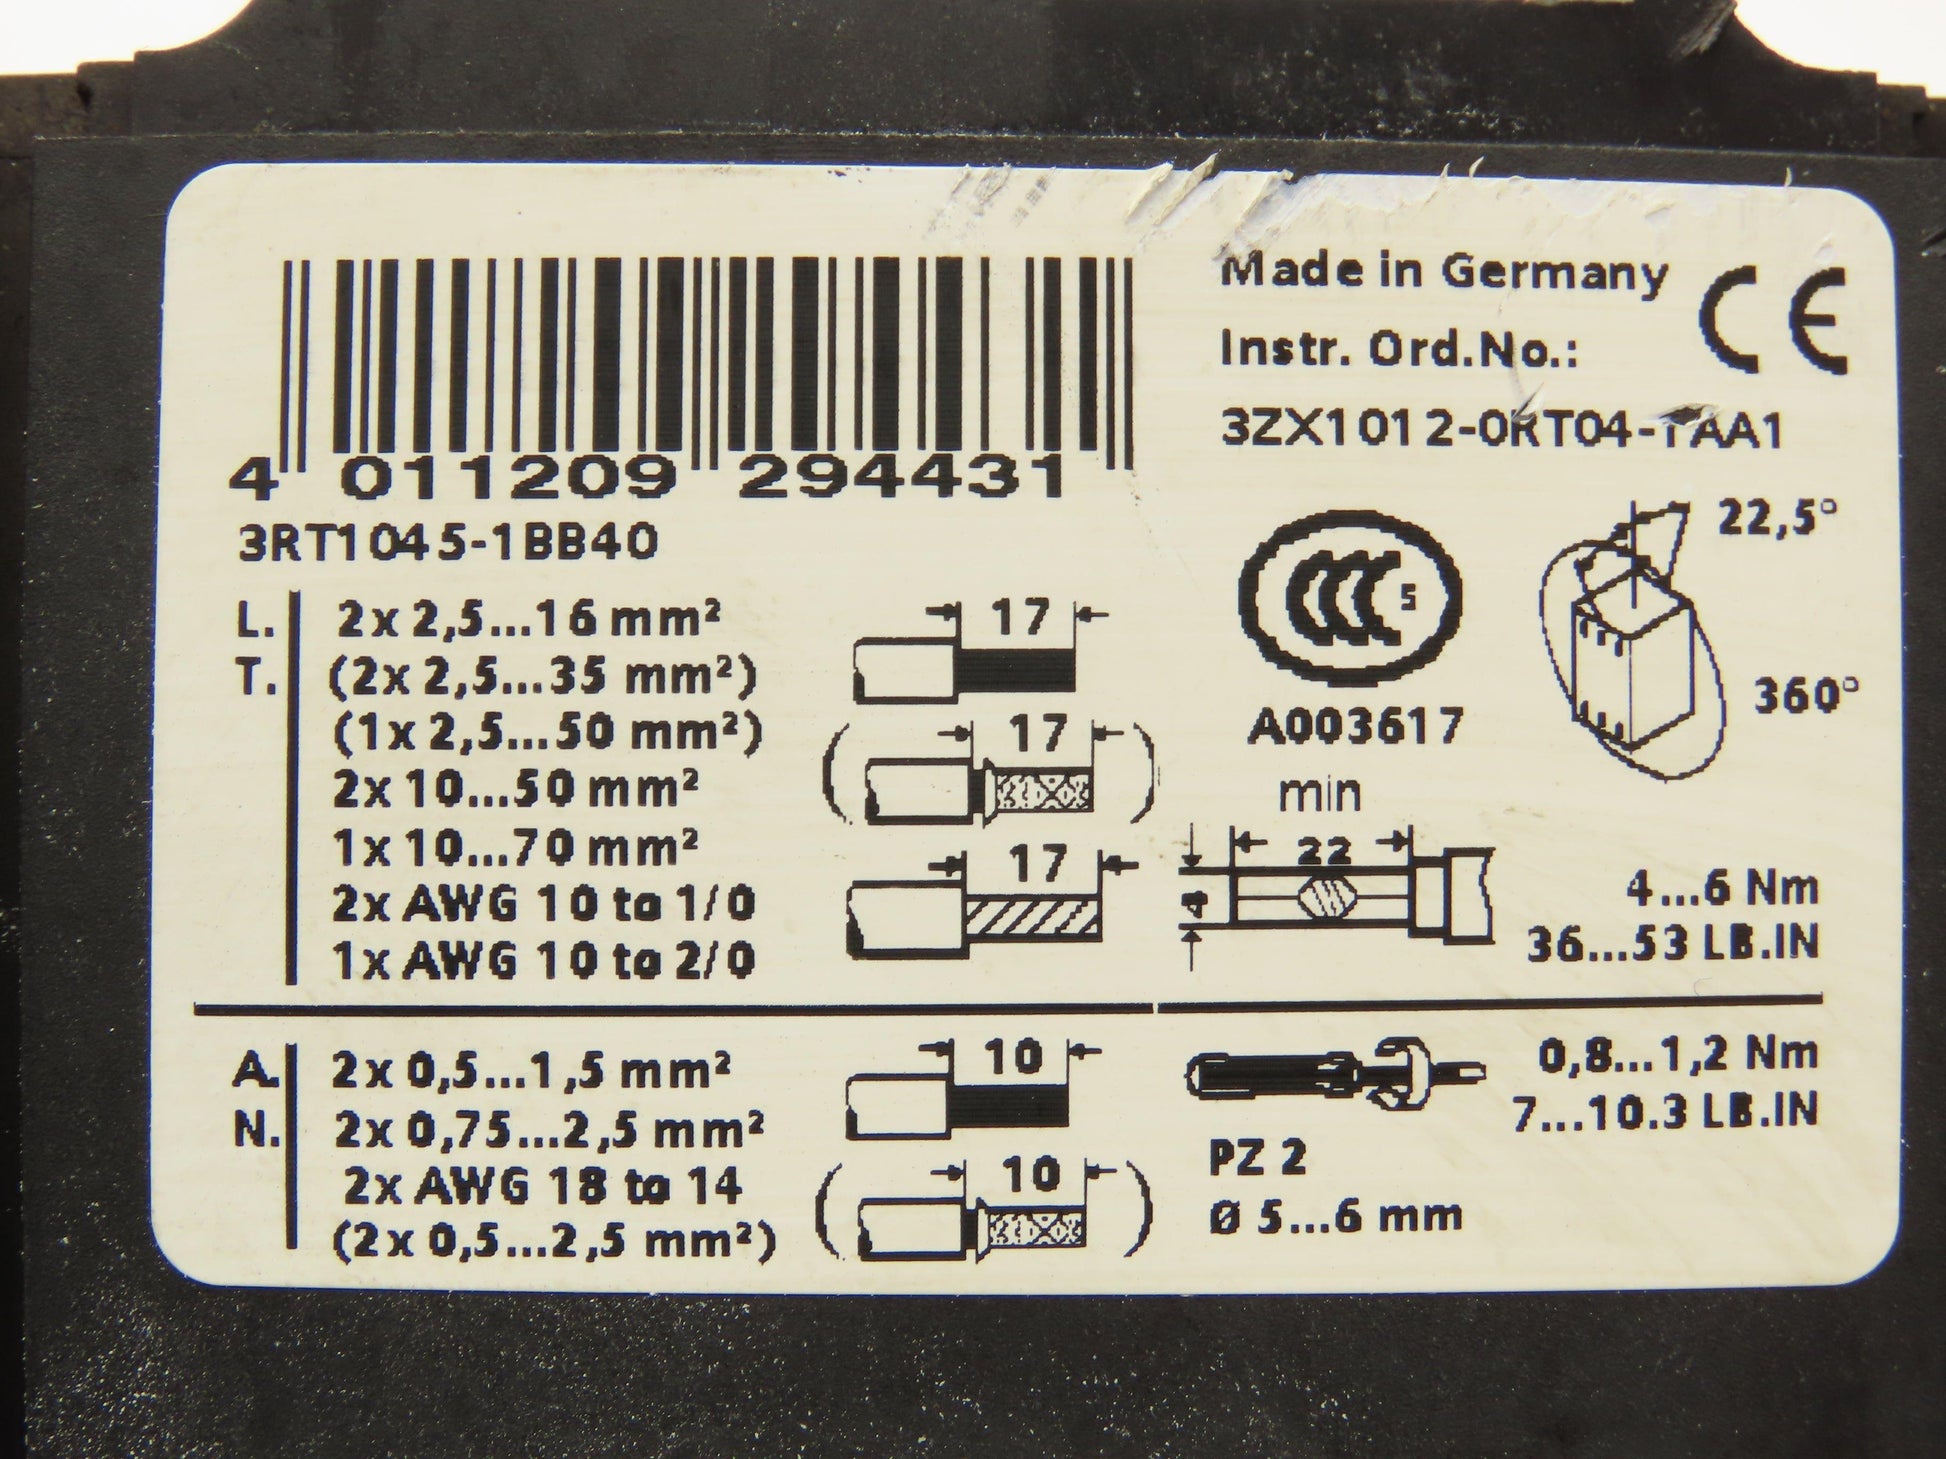 4 011209 294431
3RT1045-1BB40
Made in Germany CE
Instr. Ord.No.:
3ZX1012-0RT04-1AA1
CCC S
A003617
22,5°
360°
L. 2x 2,5...16 mm²
T. (2x 2,5...35 mm²)
(1x 2,5...50 mm²)
2x 10...50 mm²
1x 10...70 mm²
2x AWG 10 to 1/0
1x AWG 10 to 2/0
17
17
17
min
22
4
4...6 Nm
36...53 LB.IN
A. 2x 0,5...1,5 mm²
N. 2x 0,75...2,5 mm²
2x AWG 18 to 14
(2x 0,5...2,5 mm²)
10
10
0,8...1,2 Nm
7...10.3 LB.IN
PZ 2
Ø 5...6 mm